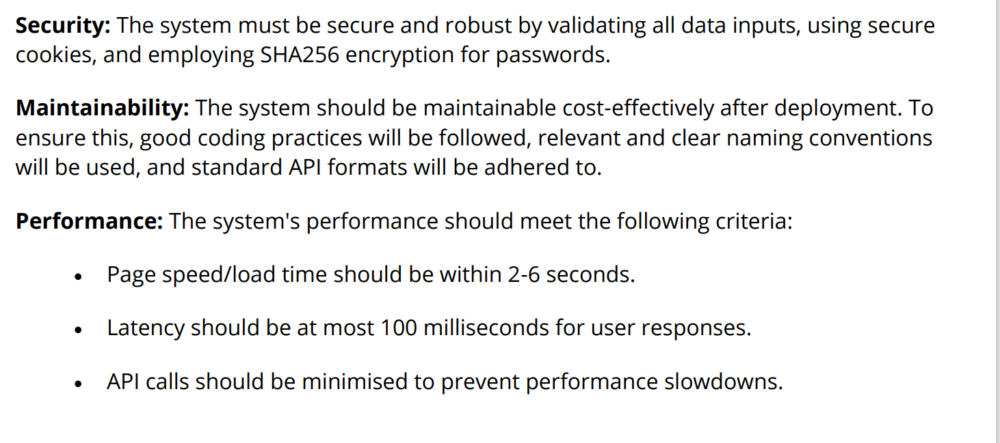 Security: The system must be secure and robust by validating all data inputs, using secure
cookies, and employing SHA256 encryption for passwords.
Maintainability: The system should be maintainable cost-effectively after deployment. To
ensure this, good coding practices will be followed, relevant and clear naming conventions
will be used, and standard API formats will be adhered to.
Performance: The system's performance should meet the following criteria:
• Page speed/load time should be within 2-6 seconds.
• Latency should be at most 100 milliseconds for user responses.
• API calls should be minimised to prevent performance slowdowns.